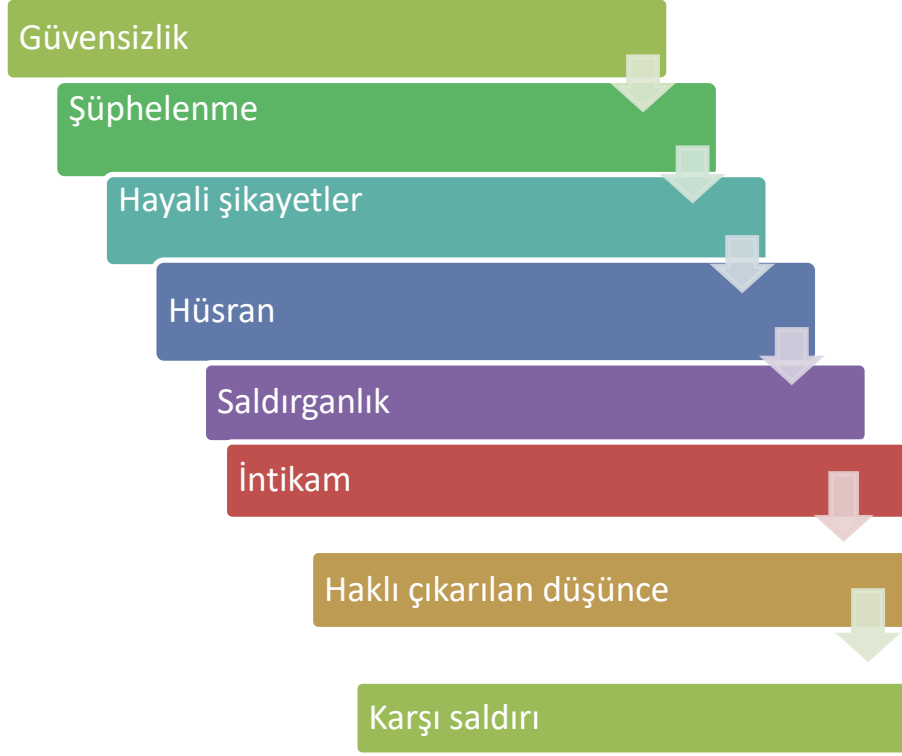 Güvensizlik
Şüphelenme
Hayali şikayetler
Hüsran
Saldırganlık
İntikam
Haklı çıkarılan düşünce
Karşı saldırı